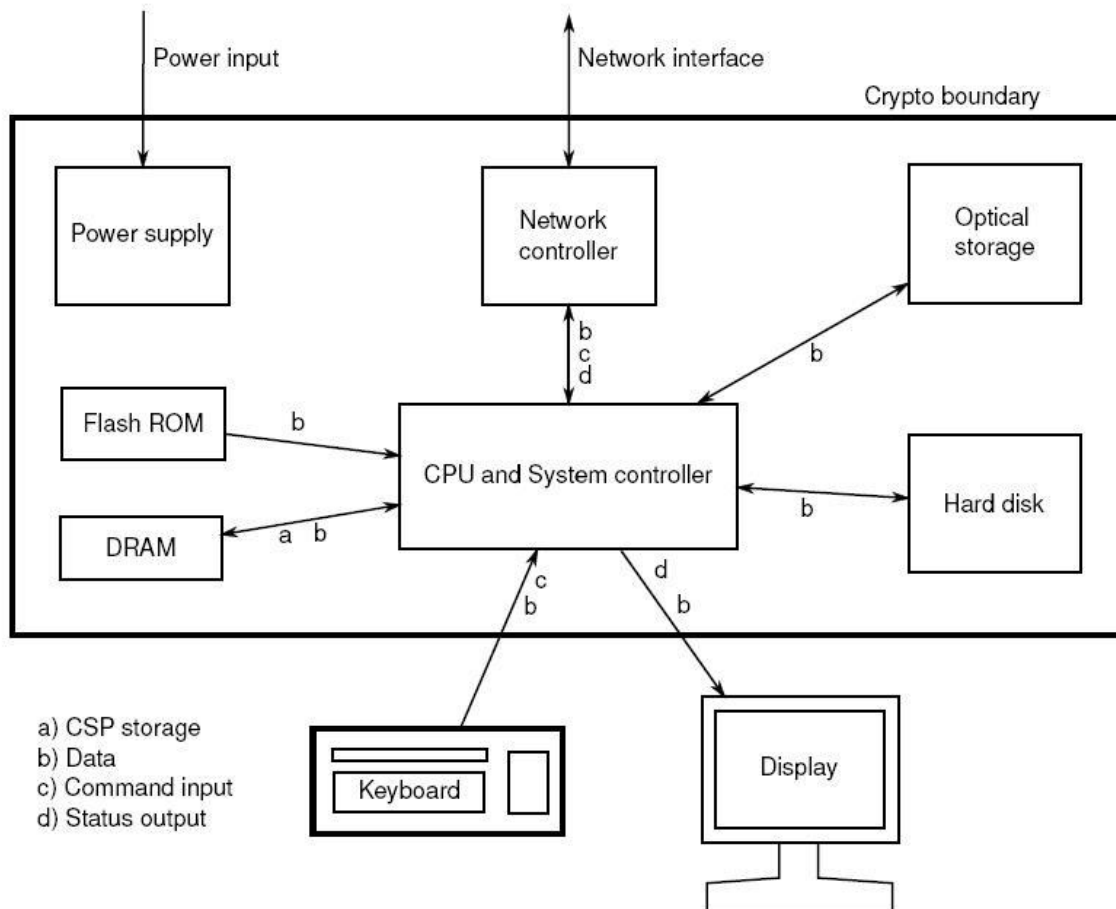 Power input
Network interface
Crypto boundary
Power supply
Network
controller
Optical
storage
b
c
d
b
Flash ROM
b
CPU and System controller
b
Hard disk
DRAM
a b
c
b
d
b
a) CSP storage
b) Data
c) Command input
d) Status output
Keyboard
Display